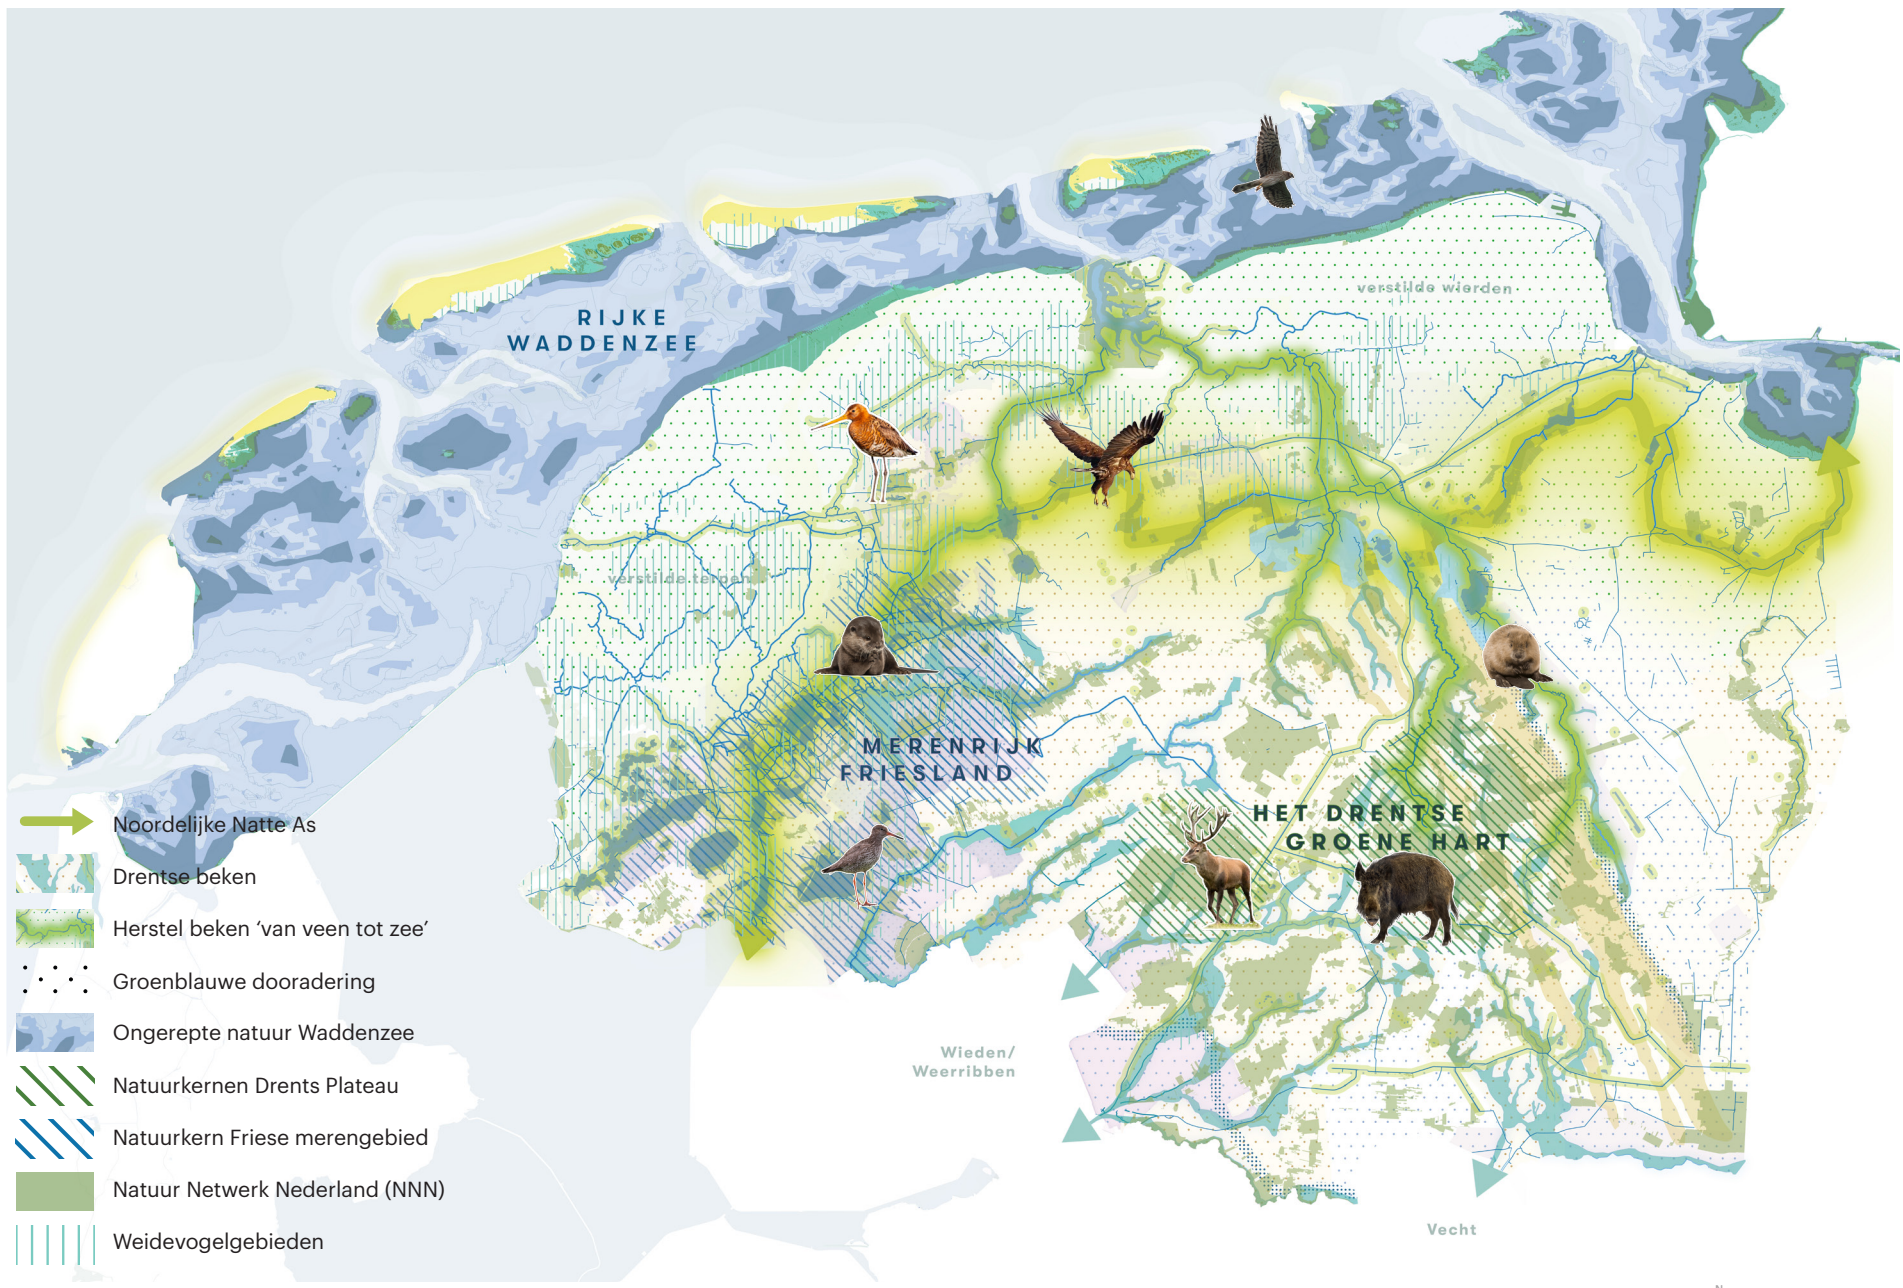 verstilde wierden
RIJKE
WADDENZEE
verstilde terpen
MERENRIJK
FRIESLAND
HET DRENTSE
GROENE HART
Noordelijke Natte As
Drentse beken
Herstel beken ‘van veen tot zee’
Groenblauwe dooradering
Ongerepte natuur Waddenzee
Natuurkernen Drents Plateau
Natuurkern Friese merengebied
Natuur Netwerk Nederland (NNN)
Weidevogelgebieden
Wieden/
Weerribben
Vecht
N